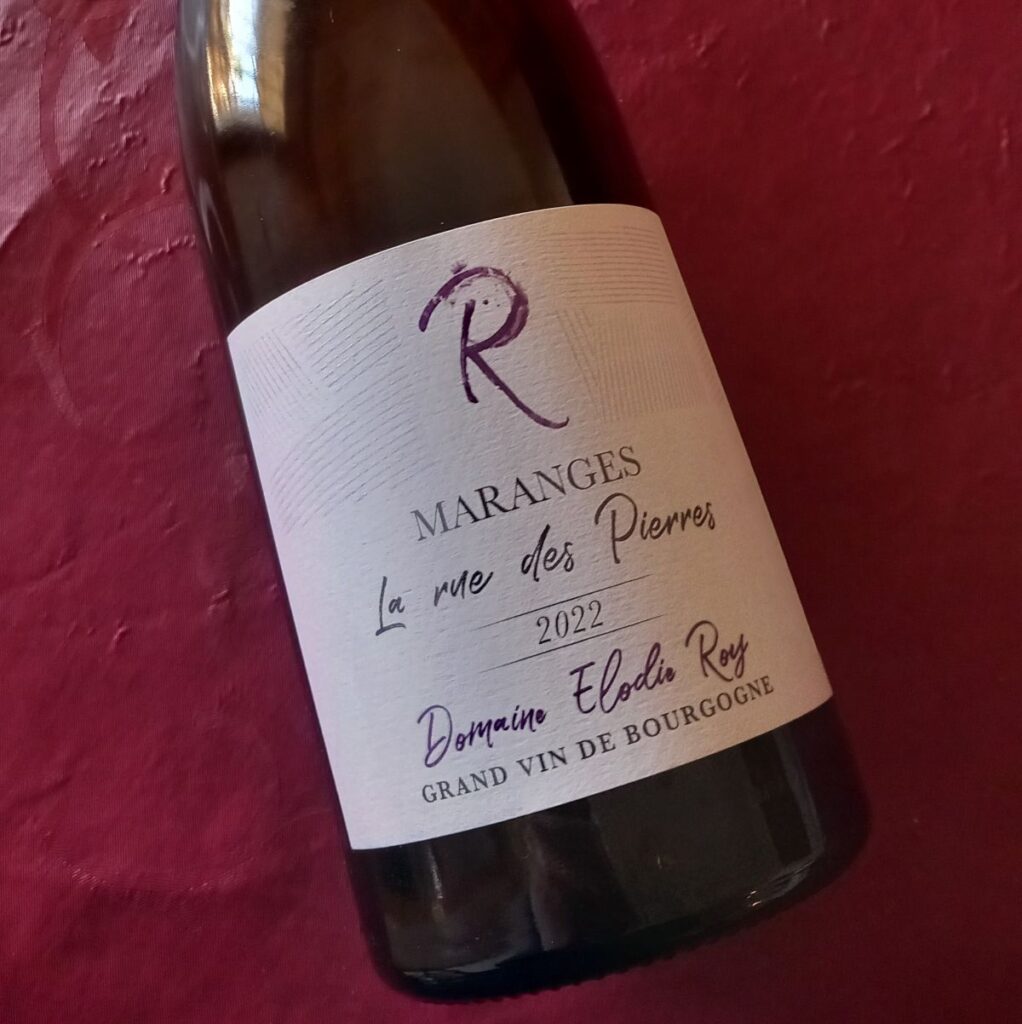 R
MARANGES
La rue des Pierres
2022
Domaine Elodie Roy
GRAND VIN DE BOURGOGNE